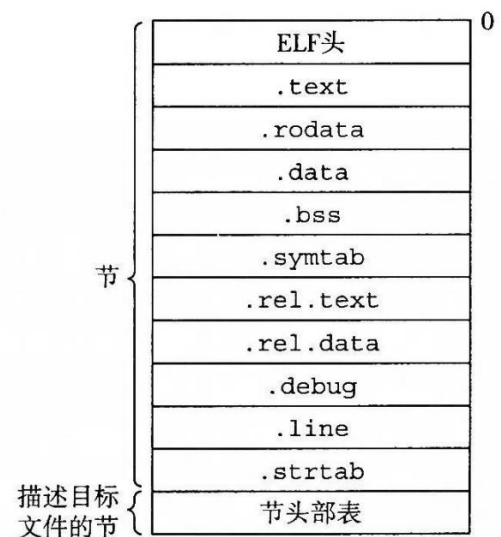 0
ELF头
.text
.rodata
.data
.bss
节
.symtab
.rel.text
.rel.data
.debug
.line
.strtab
描述目标
文件的节
节头部表